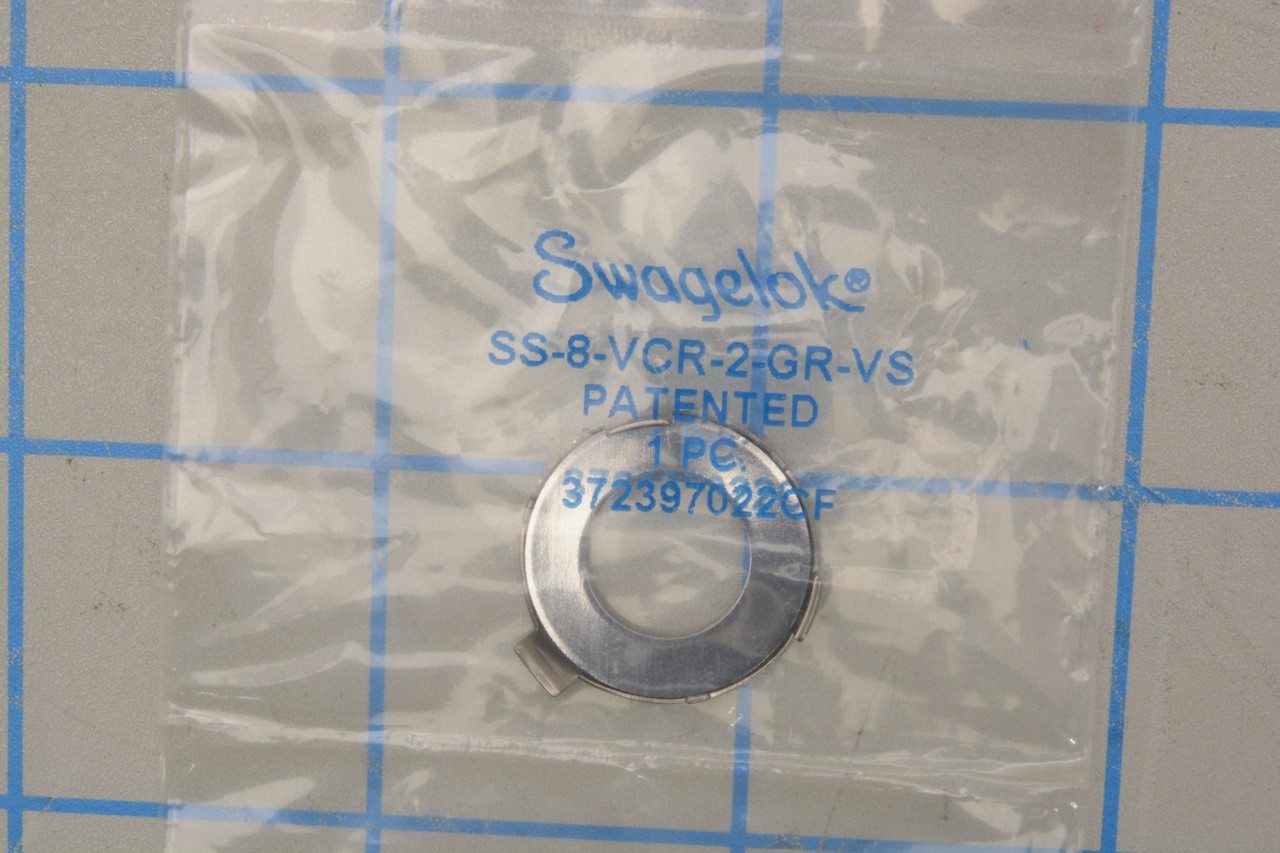 Swagelok®
SS-8-VCR-2-GR-VS
PATENTED
1 PC.
372397022CF